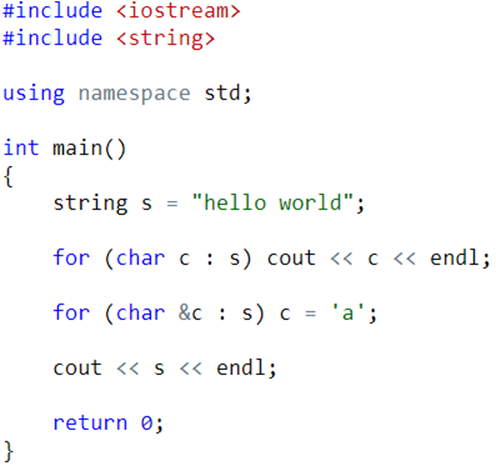 #include <iostream>
#include <string>
using namespace std;
int main()
{
    string s = "hello world";
    for (char c : s) cout << c << endl;
    for (char &c : s) c = 'a';
    cout << s << endl;
    return 0;
}